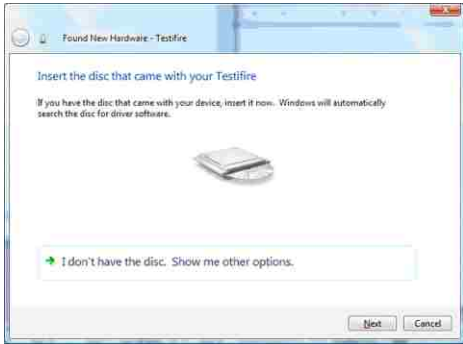 Found New Hardware - Testifire
Insert the disc that came with your Testifire
If you have the disc that came with your device, insert it now. Windows will automatically
search the disc for driver software.
I don't have the disc. Show me other options.
Next
Cancel